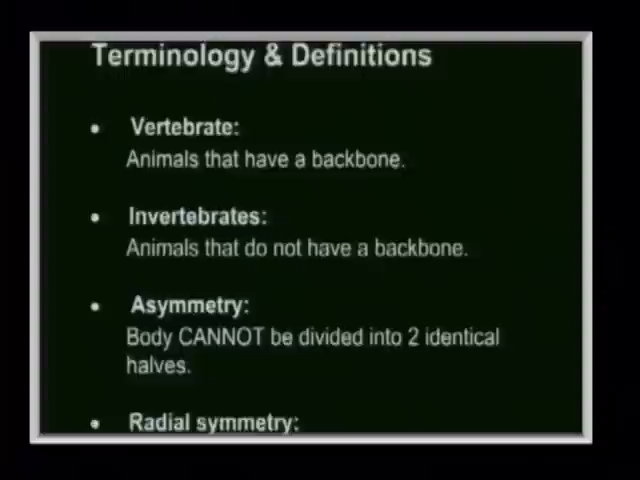 Terminology & Definitions
• Vertebrate:
Animals that have a backbone.
• Invertebrates:
Animals that do not have a backbone.
• Asymmetry:
Body CANNOT be divided into 2 identical
halves.
• Radial symmetry: